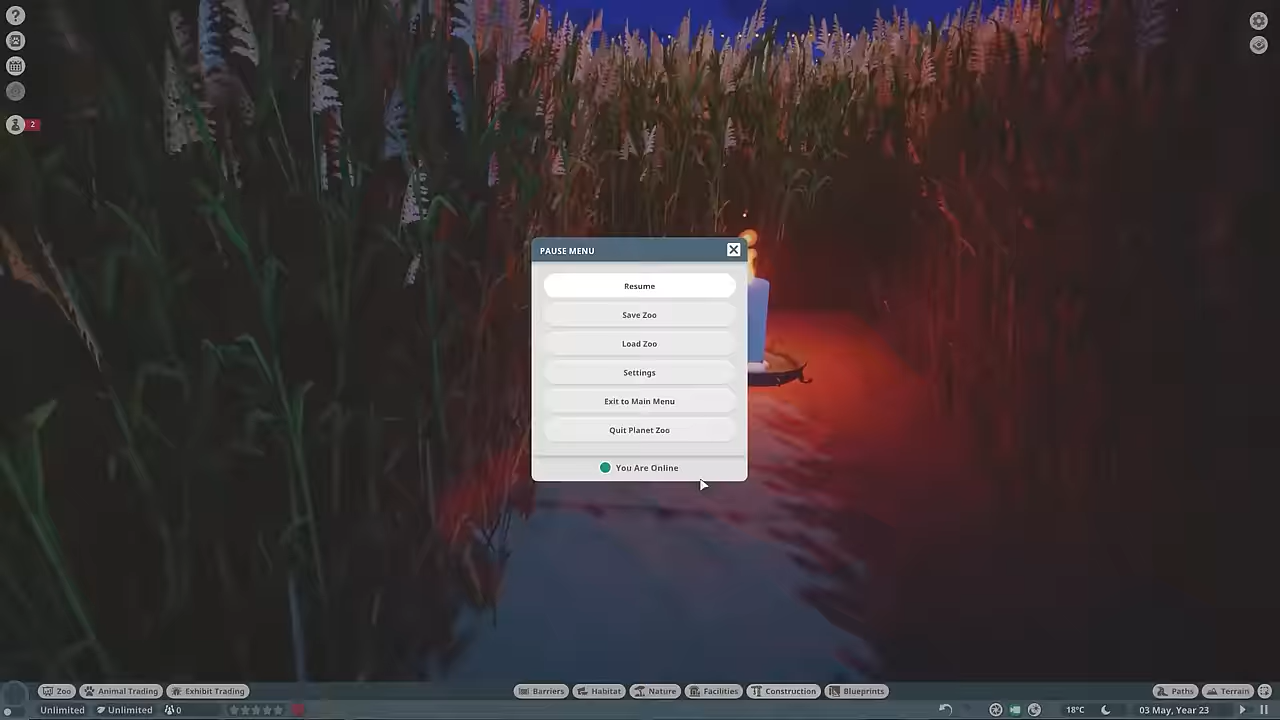 2
PAUSE MENU
Resume
Save Zoo
Load Zoo
Settings
Exit to Main Menu
Quit Planet Zoo
You Are Online
Zoo
Animal Trading
Exhibit Trading
Barriers
Habitat
Nature
Facilities
Construction
Blueprints
Paths
Terrain
Unlimited
Unlimited
0
18°C
03 May, Year 23